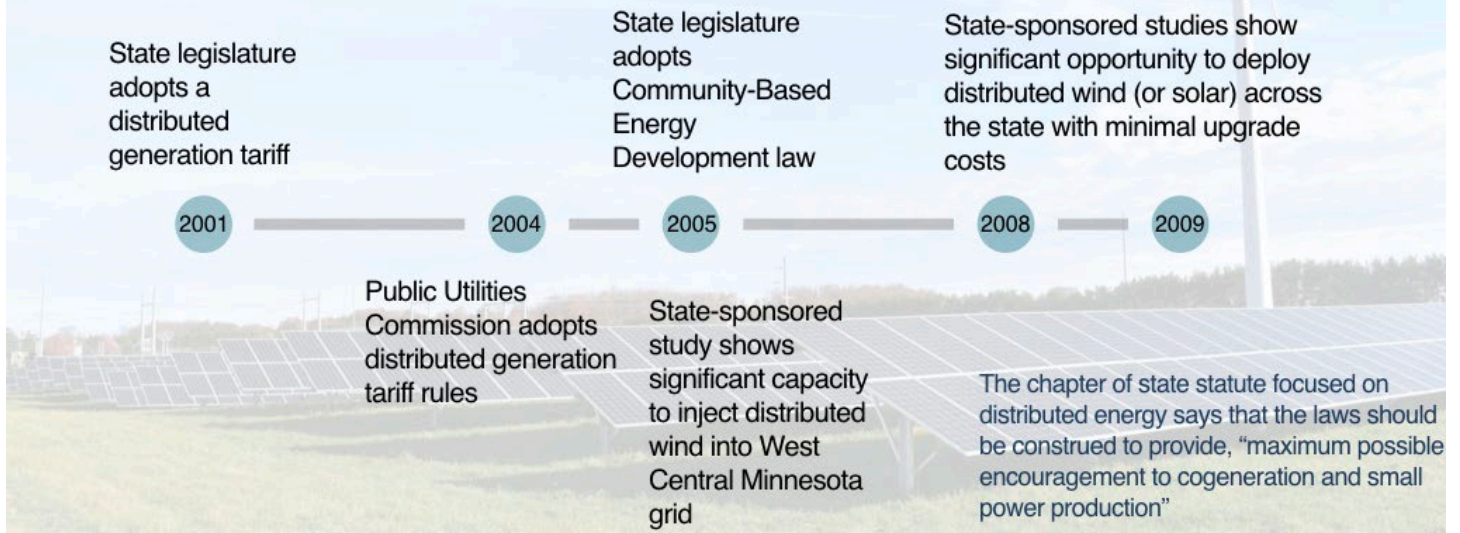 State legislature
adopts a
distributed
generation tariff
State legislature
adopts
Community-Based
Energy
Development law
State-sponsored studies show
significant opportunity to deploy
distributed wind (or solar) across
the state with minimal upgrade
costs
2001
2004
2005
2008
2009
Public Utilities
Commission adopts
distributed generation
tariff rules
State-sponsored
study shows
significant capacity
to inject distributed
wind into West
Central Minnesota
grid
The chapter of state statute focused on
distributed energy says that the laws should
be construed to provide, “maximum possible
encouragement to cogeneration and small
power production”